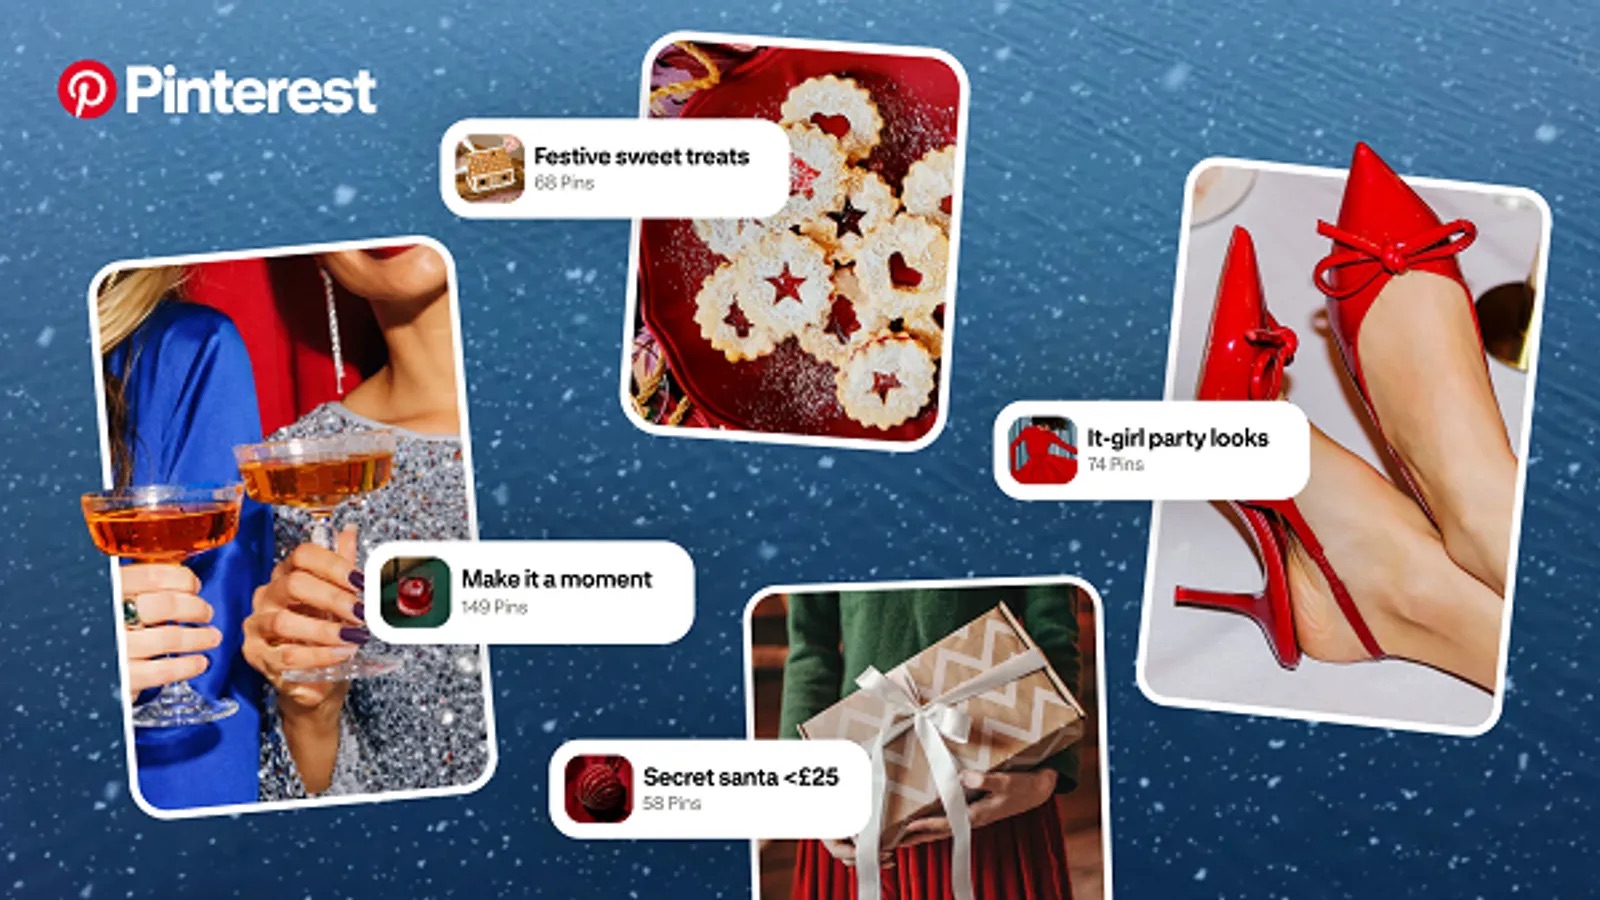 Pinterest
Festive sweet treats
68 Pins
It-girl party looks
74 Pins
Make it a moment
149 Pins
Secret santa <£25
58 Pins